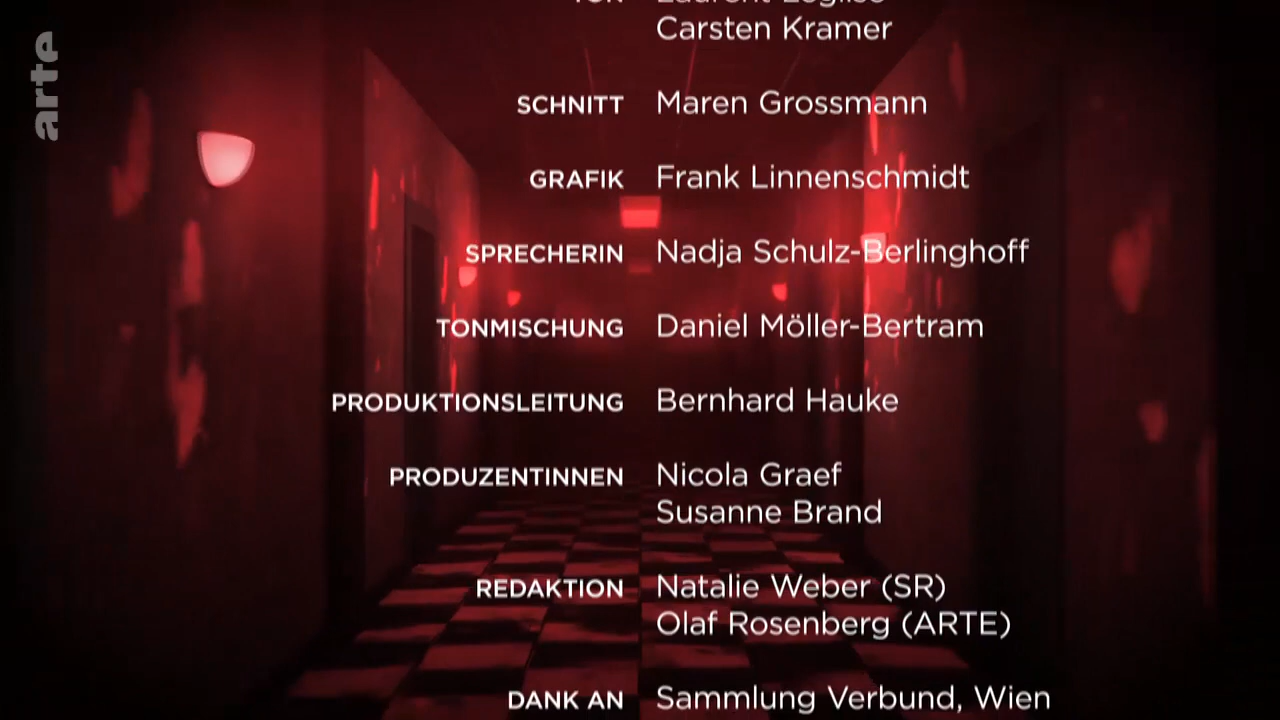 arte
Carsten Kramer
SCHNITT Maren Grossmann
GRAFIK Frank Linnenschmidt
SPRECHERIN Nadja Schulz-Berlinghoff
TONMISCHUNG Daniel Möller-Bertram
PRODUKTIONSLEITUNG Bernhard Hauke
PRODUZENTINNEN Nicola Graef
Susanne Brand
REDAKTION Natalie Weber (SR)
Olaf Rosenberg (ARTE)
DANK AN Sammlung Verbund, Wien